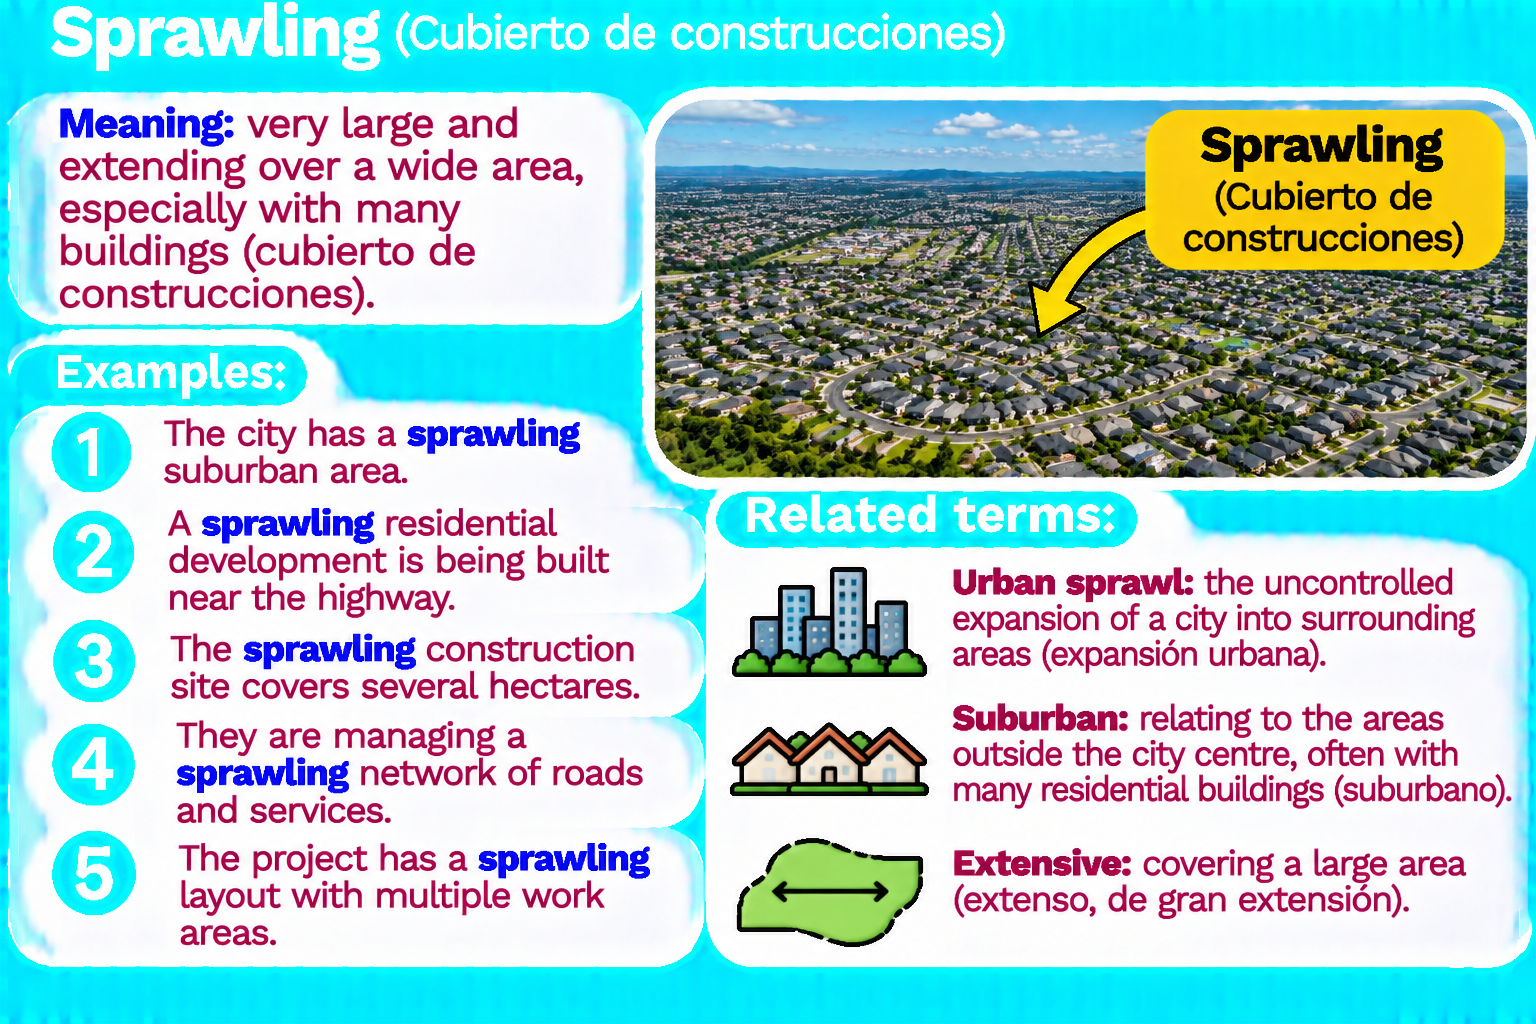 Sprawling (Cubierto de construcciones)
Meaning: very large and
extending over a wide area,
especially with many
buildings (cubierto de
construcciones).
Sprawling
(Cubierto de
construcciones)
Examples:
1 The city has a sprawling
suburban area.
2 A sprawling residential
development is being built
near the highway.
3 The sprawling construction
site covers several hectares.
4 They are managing a
sprawling network of roads
and services.
5 The project has a sprawling
layout with multiple work
areas.
Related terms:
Urban sprawl: the uncontrolled
expansion of a city into surrounding
areas (expansión urbana).
Suburban: relating to the areas
outside the city centre, often with
many residential buildings (suburbano).
Extensive: covering a large area
(extenso, de gran extensión).